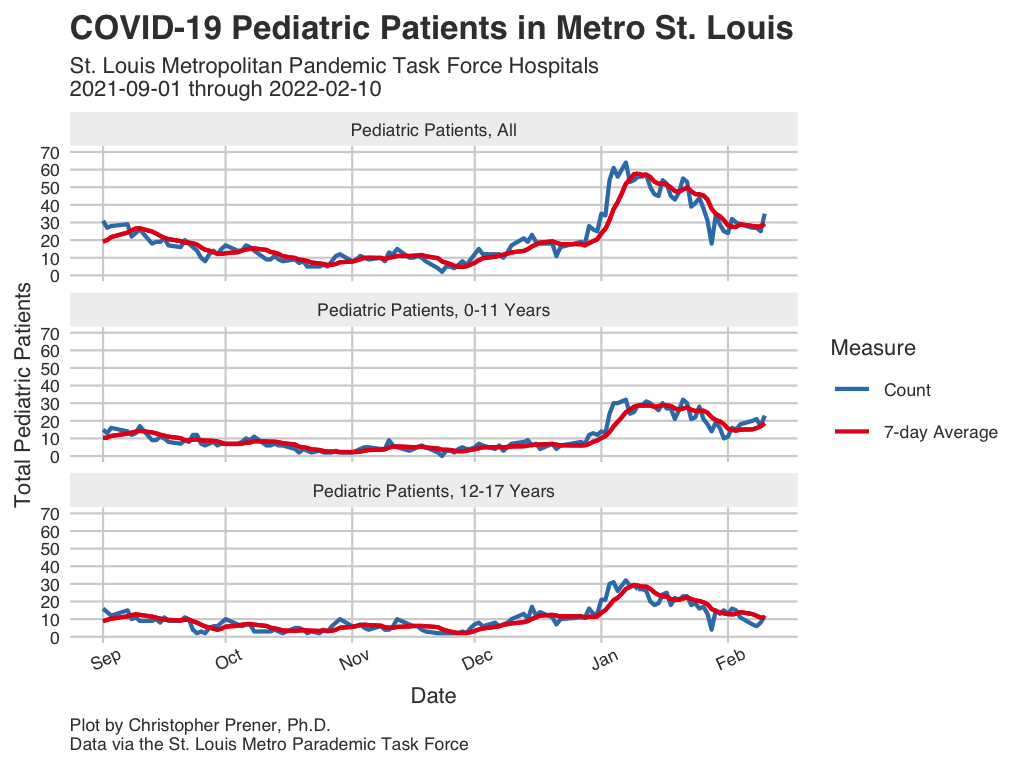 COVID-19 Pediatric Patients in Metro St. Louis
St. Louis Metropolitan Pandemic Task Force Hospitals
2021-09-01 through 2022-02-10
Pediatric Patients, All
70
60
50
40
30
20
10
0
Pediatric Patients, 0-11 Years
70
60
50
40
30
20
10
0
Pediatric Patients, 12-17 Years
70
60
50
40
30
20
10
0
Total Pediatric Patients
Sep Oct Nov Dec Jan Feb
Date
Measure
Count
7-day Average
Plot by Christopher Prener, Ph.D.
Data via the St. Louis Metro Parademic Task Force